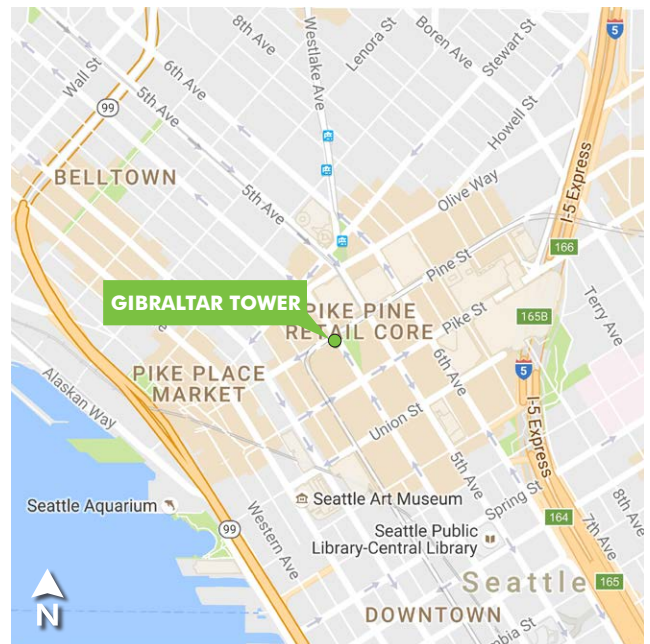 8th Ave
Westlake Ave
Lenora St
Boren Ave
Stewart St
5
Wall St
6th Ave
5th Ave
99
Howell St
I-5 Express
BELLTOWN
5th Ave
Olive Way
166
Pine St
GIBRALTAR TOWER
PIKE PINE
RETAIL CORE
Pike St
165B
Terry Ave
6th Ave
PIKE PLACE
MARKET
5
Alaskan Way
Union St
I-5 Express
5th Ave
Seattle Aquarium
Seattle Art Museum
Spring St
8th Ave
Western Ave
99
Seattle Public
Library-Central Library
164
7th Ave
Seattle
165
N
DOWNTOWN
mbia St